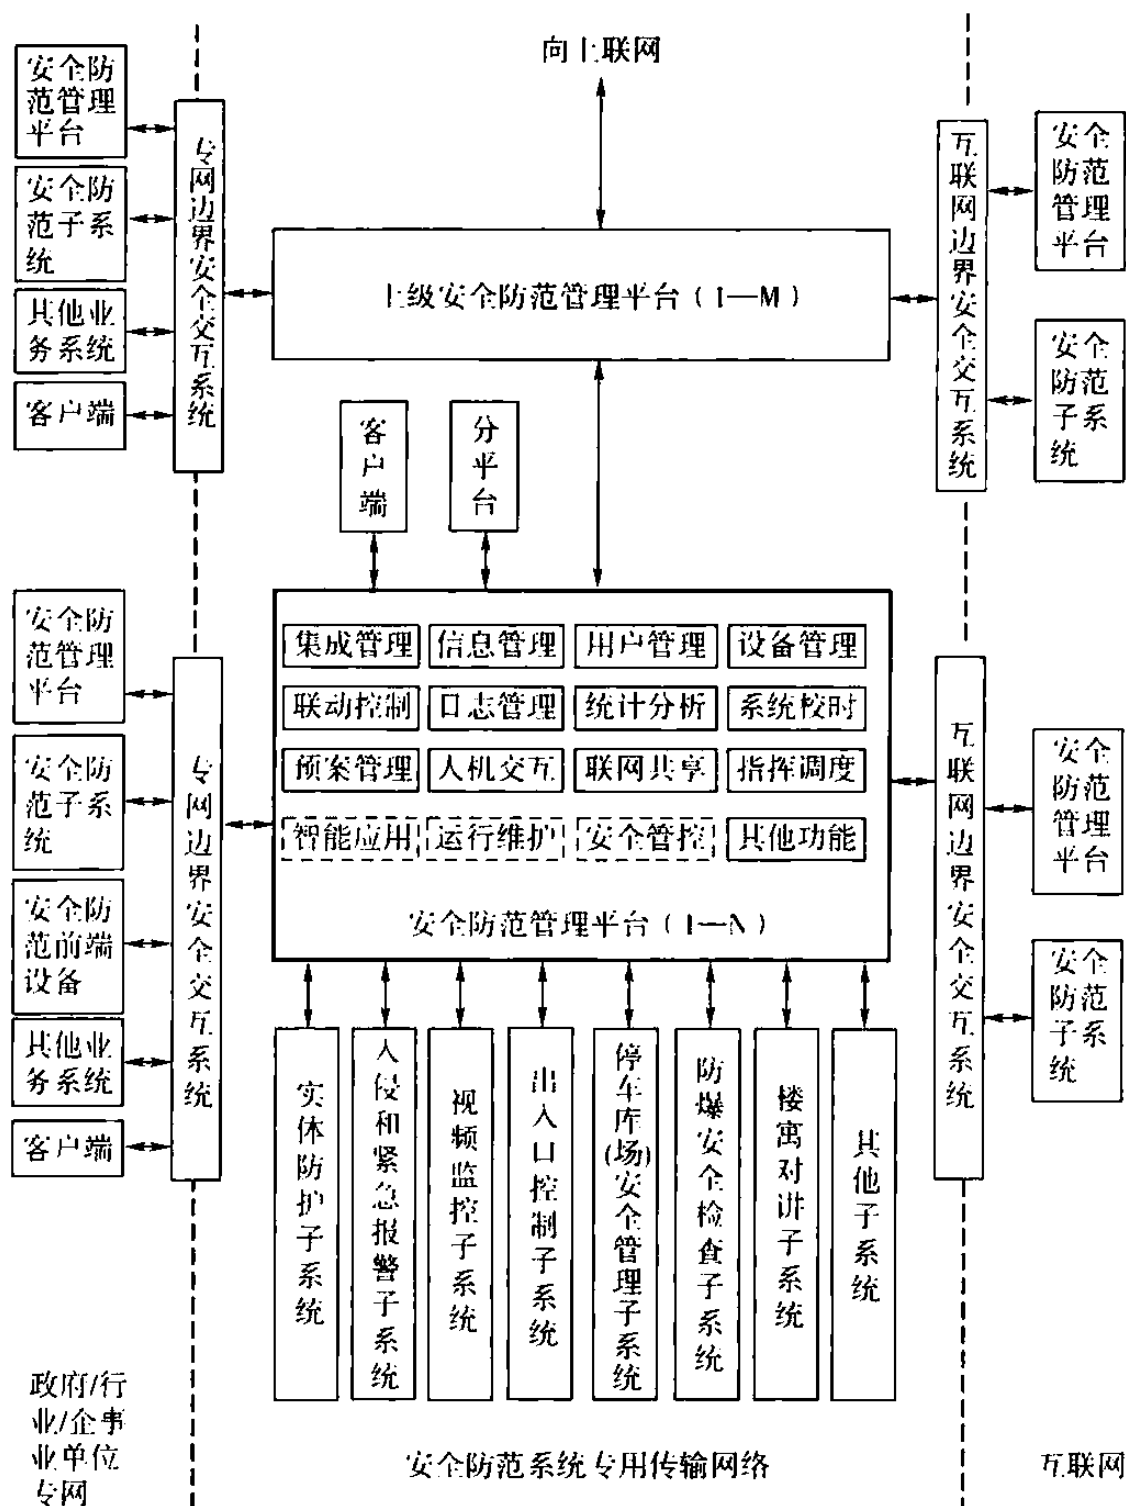 向上联网
安全防
范管理
平台
安全防
范子系
统
其他业
务系统
客户端
专网边界安全交互系统
上级安全防范管理平台(1—M)
互联网边界安全交互系统
安全
防范
管理
平台
安全
防范
子系
统
客户端
分平台
安全防
范管理
平台
安全防
范子系
统
安全防
范前端
设备
其他业
务系统
客户端
专网边界安全交互系统
集成管理 信息管理 用户管理 设备管理
联动控制 日志管理 统计分析 系统校时
预案管理 人机交互 联网共享 指挥调度
智能应用 运行维护 安全管控 其他功能
安全防范管理平台(1—N)
互联网边界安全交互系统
安全
防范
管理
平台
安全
防范
子系
统
实体防护子系统
入侵和紧急报警子系统
视频监控子系统
出入口控制子系统
停车库(场)安全管理子系统
防爆安全检查子系统
楼寓对讲子系统
其他子系统
政府/行
业/企事
业单位
专网
安全防范系统专用传输网络
互联网